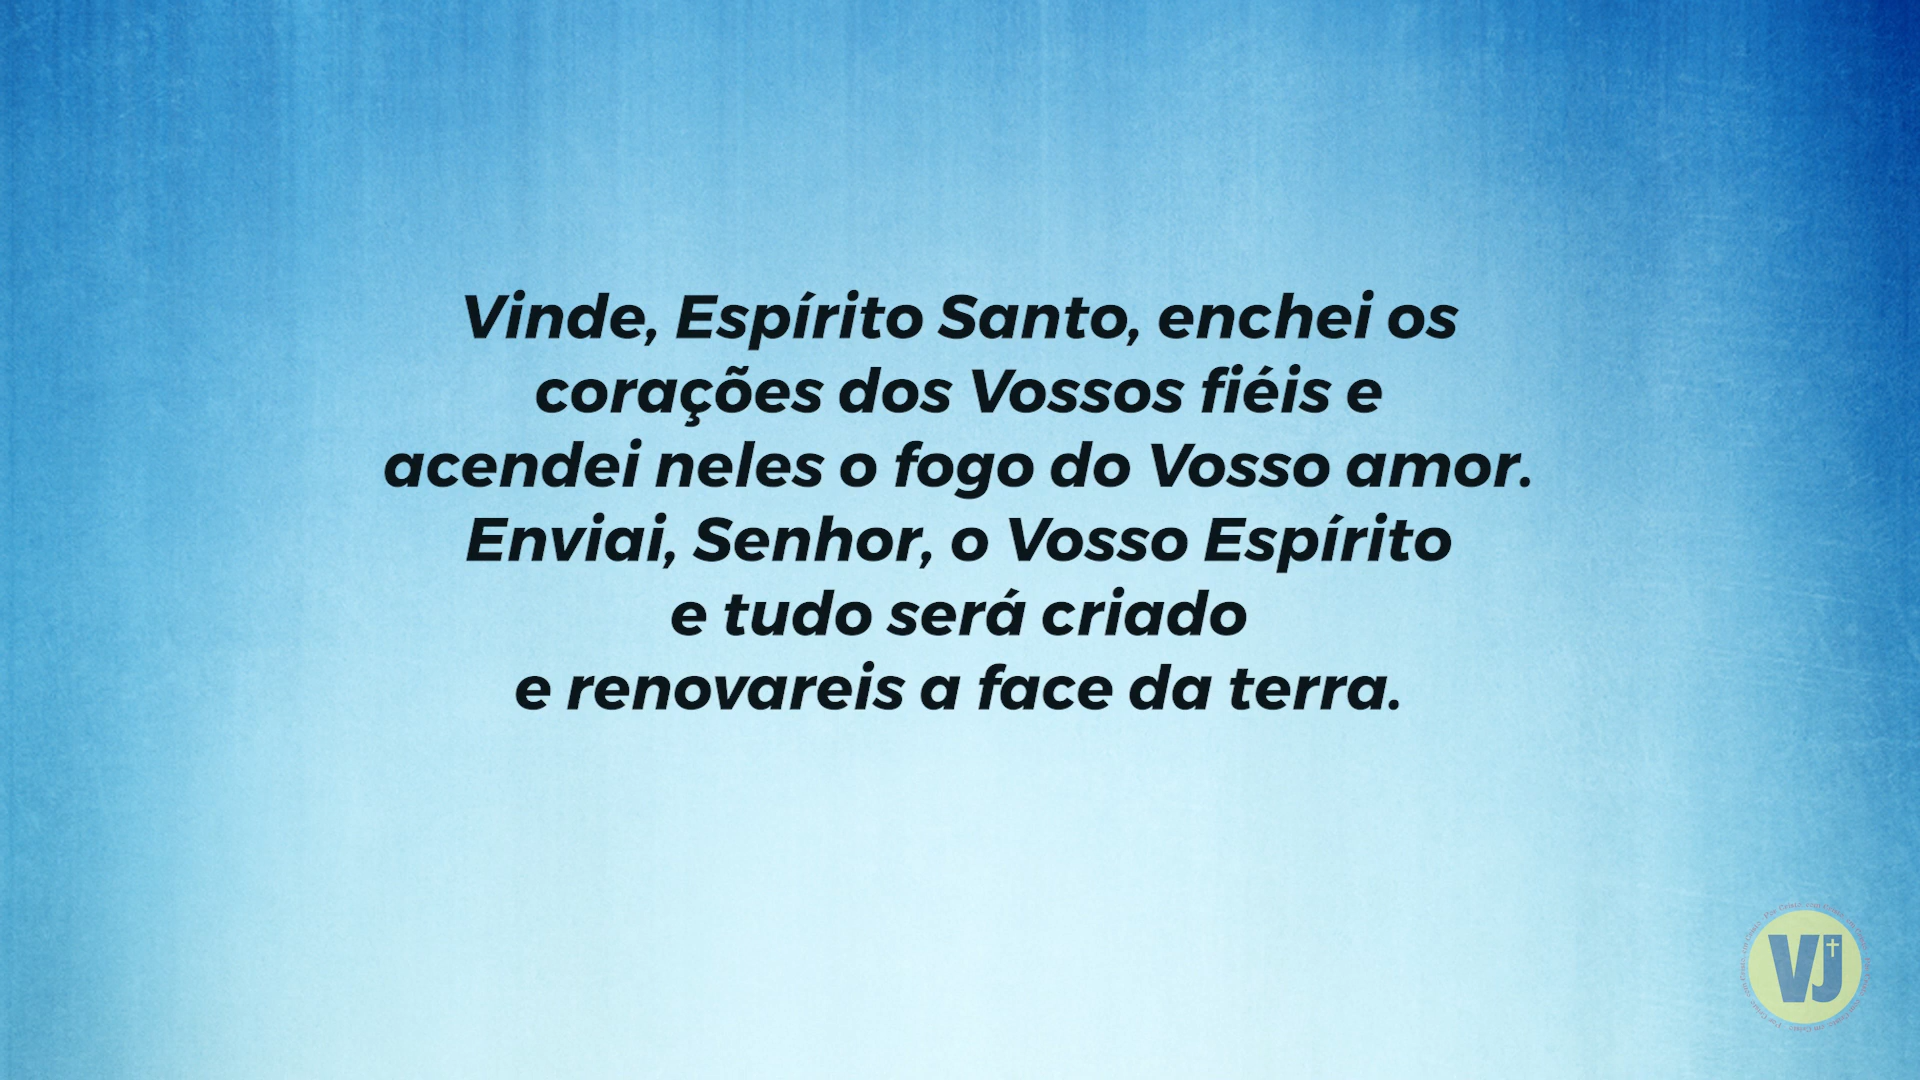 Vinde, Espírito Santo, enchei os
corações dos Vossos fiéis e
acendei neles o fogo do Vosso amor.
Enviai, Senhor, o Vosso Espírito
e tudo será criado
e renovareis a face da terra.
VJ